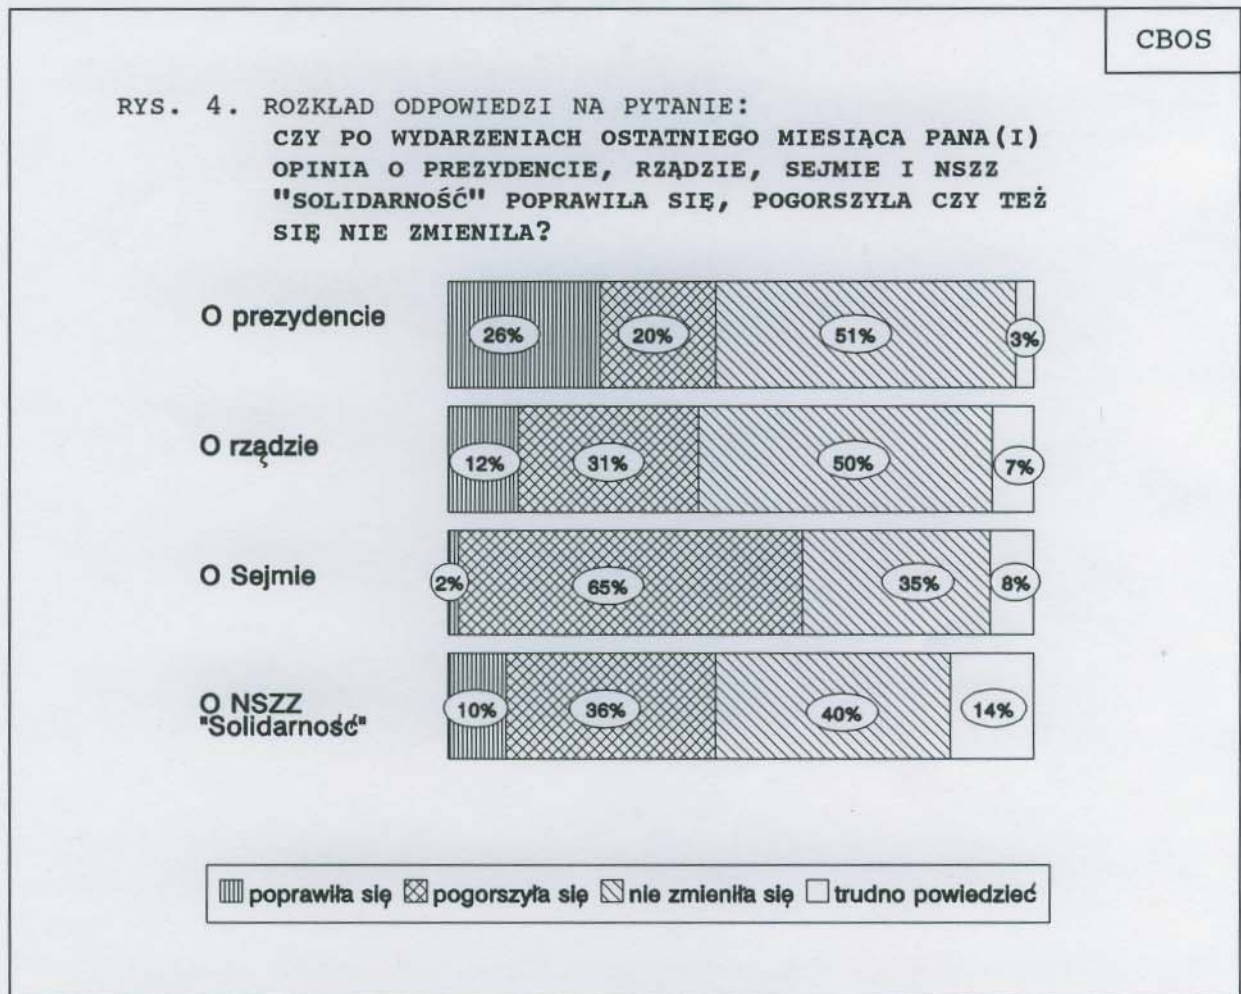 CBOS
RYS. 4. ROZKŁAD ODPOWIEDZI NA PYTANIE:
CZY PO WYDARZENIACH OSTATNIEGO MIESIĄCA PANA(I)
OPINIA O PREZYDENCIE, RZĄDZIE, SEJMIE I NSZZ
"SOLIDARNOŚĆ" POPRAWIŁA SIĘ, POGORSZYŁA CZY TEŻ
SIĘ NIE ZMIENIŁA?
O prezydencie
26% 20% 51% 3%
O rządzie
12% 31% 50% 7%
O Sejmie
2% 65% 35% 8%
O NSZZ
"Solidarność"
10% 36% 40% 14%
poprawiła się pogorszyła się nie zmieniła się trudno powiedzieć